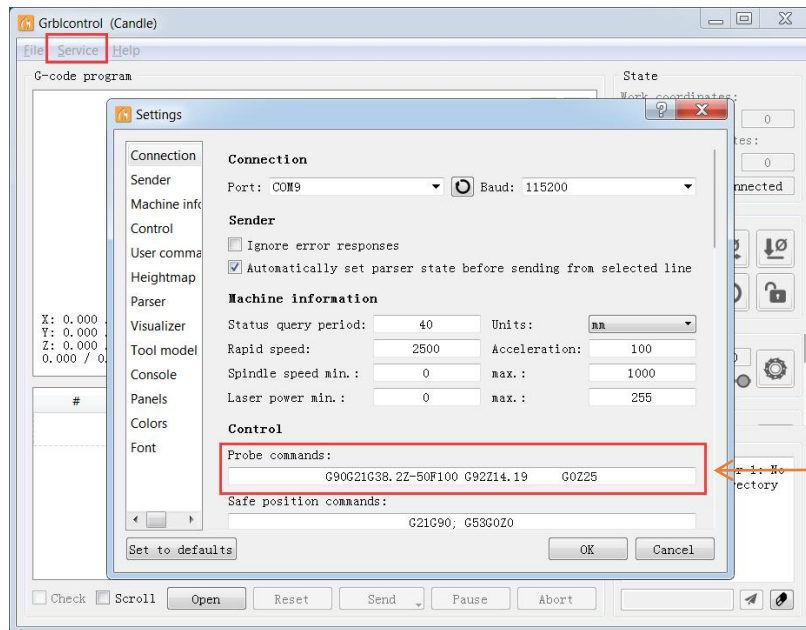 Grblcontrol (Candle)
File Service Help
G-code program
State
Work coordinates:
0
tes:
0
nnected
Settings
Connection
Sender
Machine info
Control
User comma
Heightmap
Parser
Visualizer
Tool model
Console
Panels
Colors
Font
Connection
Port: COM9 Baud: 115200
Sender
Ignore error responses
Automatically set parser state before sending from selected line
Machine information
Status query period: 40 Units: mm
Rapid speed: 2500 Acceleration: 100
Spindle speed min.: 0 max.: 1000
Laser power min.: 0 max.: 255
Control
Probe commands:
G90G21G38.2Z-50F100 G92Z14.19 G0Z25
Safe position commands:
G21G90; G53G0Z0
Set to defaults OK Cancel
X: 0.000
Y: 0.000
Z: 0.000
0.000 / 0
#
r 1: No
ectory
Check Scroll Open Reset Send Pause Abort